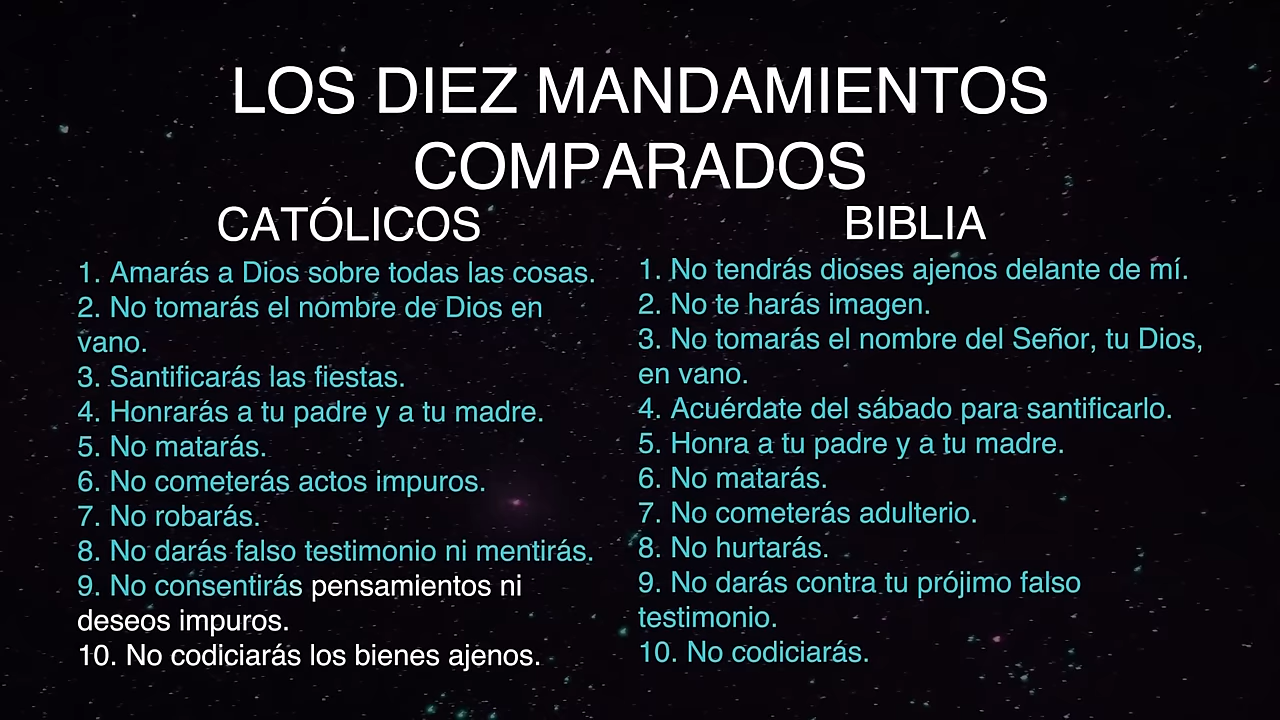 LOS DIEZ MANDAMIENTOS
COMPARADOS
CATÓLICOS
1. Amarás a Dios sobre todas las cosas.
2. No tomarás el nombre de Dios en
vano.
3. Santificarás las fiestas.
4. Honrarás a tu padre y a tu madre.
5. No matarás.
6. No cometerás actos impuros.
7. No robarás.
8. No darás falso testimonio ni mentirás.
9. No consentirás pensamientos ni
deseos impuros.
10. No codiciarás los bienes ajenos.
BIBLIA
1. No tendrás dioses ajenos delante de mí.
2. No te harás imagen.
3. No tomarás el nombre del Señor, tu Dios,
en vano.
4. Acuérdate del sábado para santificarlo.
5. Honra a tu padre y a tu madre.
6. No matarás.
7. No cometerás adulterio.
8. No hurtarás.
9. No darás contra tu prójimo falso
testimonio.
10. No codiciarás.